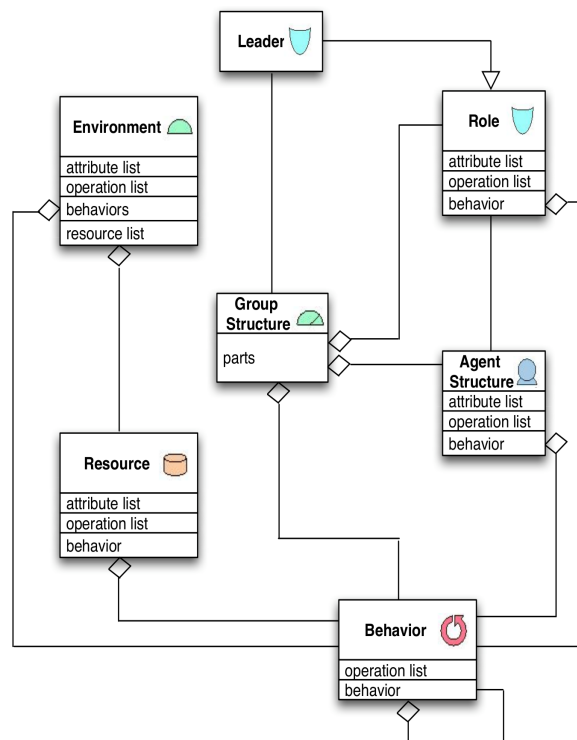 Leader
Environment
attribute list
operation list
behaviors
resource list
Role
attribute list
operation list
behavior
Group
Structure
parts
Agent
Structure
attribute list
operation list
behavior
Resource
attribute list
operation list
behavior
Behavior
operation list
behavior